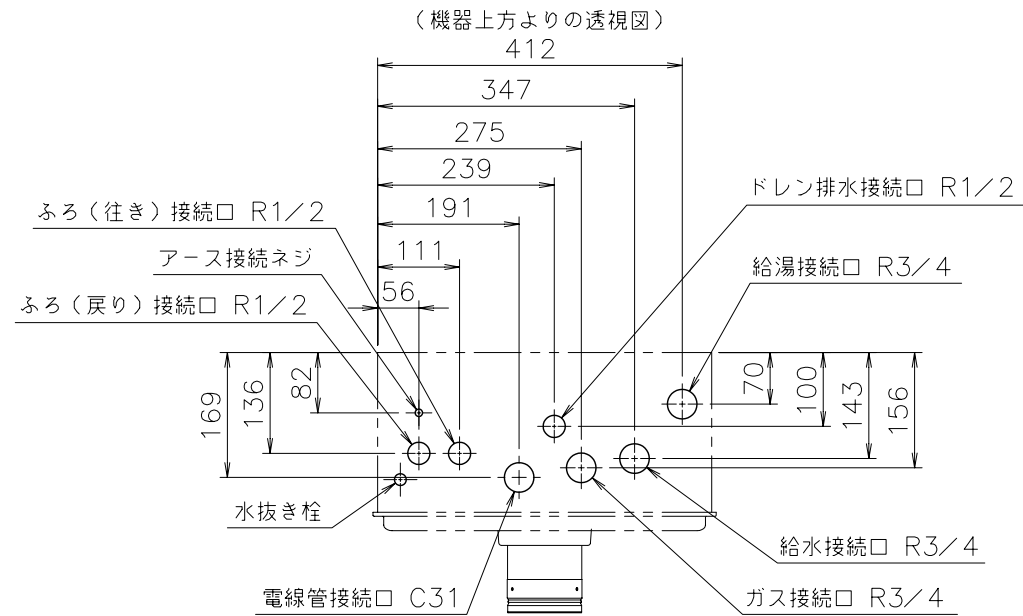 （機器上方よりの透視図）
412
347
275
239
ドレン排水接続口 R1／2
191
ふろ（往き）接続口 R1／2
アース接続ネジ
111
給湯接続口 R3／4
56
ふろ（戻り）接続口 R1／2
169
136
82
70
100
143
156
水抜き栓
給水接続口 R3／4
電線管接続口 C31
ガス接続口 R3／4